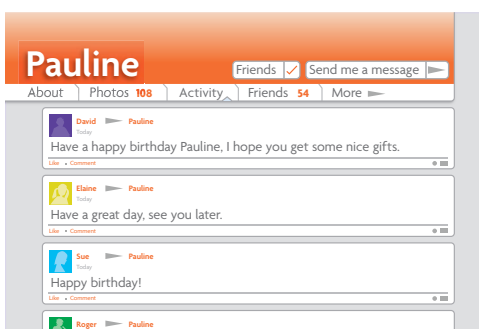 Pauline
Friends Send me a message
About Photos 108 Activity Friends 54 More
David Pauline
Today
Have a happy birthday Pauline, I hope you get some nice gifts.
Like • Comment
Elaine Pauline
Today
Have a great day, see you later.
Like • Comment
Sue Pauline
Today
Happy birthday!
Like • Comment
Roger Pauline